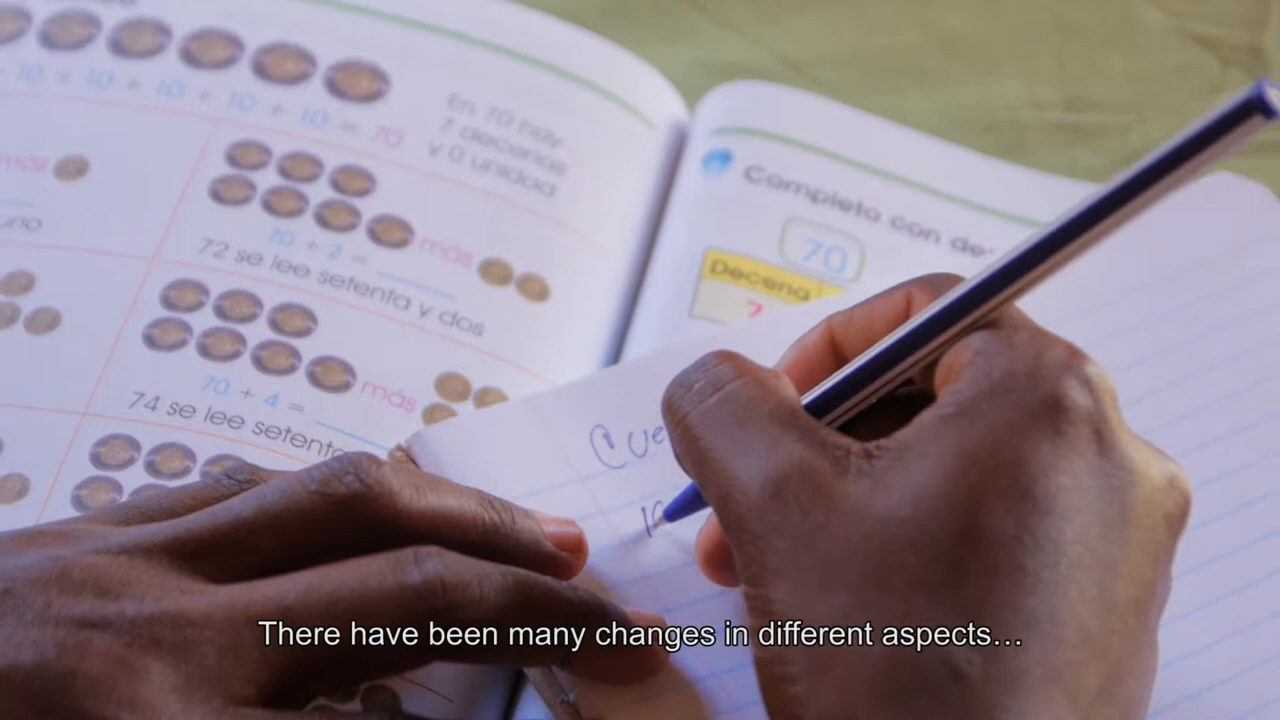 10 + 10 + 10 + 10 + 10 = 70
En 70 hay
7 decenas
y 0 unidad
más
uno
más
70 + 2 =
72 se lee setenta y dos
más
70 + 4 =
74 se lee setenta
Completo con
70
Decena
7
Cue
There have been many changes in different aspects…